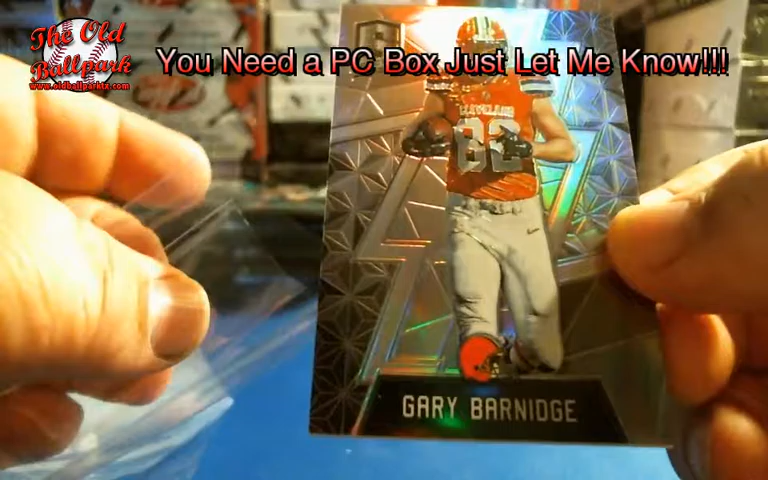 The Old
Ballpark
www.oldballparktx.com
You Need a PC Box Just Let Me Know!!!
CLEVELAND
82
GARY BARNIDGE